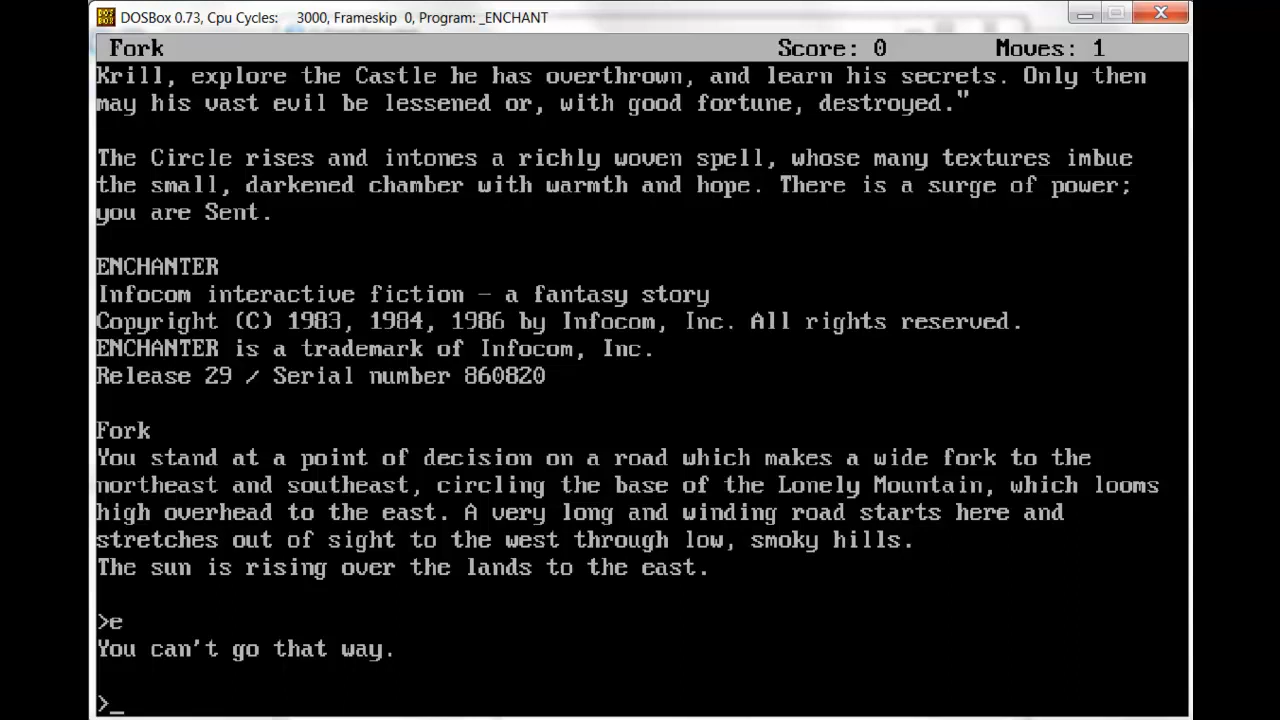 DOSBox 0.73, Cpu Cycles: 3000, Frameskip 0, Program: _ENCHANT
Fork Score: 0 Moves: 1
Krill, explore the Castle he has overthrown, and learn his secrets. Only then
may his vast evil be lessened or, with good fortune, destroyed."
The Circle rises and intones a richly woven spell, whose many textures imbue
the small, darkened chamber with warmth and hope. There is a surge of power;
you are Sent.
ENCHANTER
Infocom interactive fiction - a fantasy story
Copyright (C) 1983, 1984, 1986 by Infocom, Inc. All rights reserved.
ENCHANTER is a trademark of Infocom, Inc.
Release 29 / Serial number 860820
Fork
You stand at a point of decision on a road which makes a wide fork to the
northeast and southeast, circling the base of the Lonely Mountain, which looms
high overhead to the east. A very long and winding road starts here and
stretches out of sight to the west through low, smoky hills.
The sun is rising over the lands to the east.
>e
You can't go that way.
>_